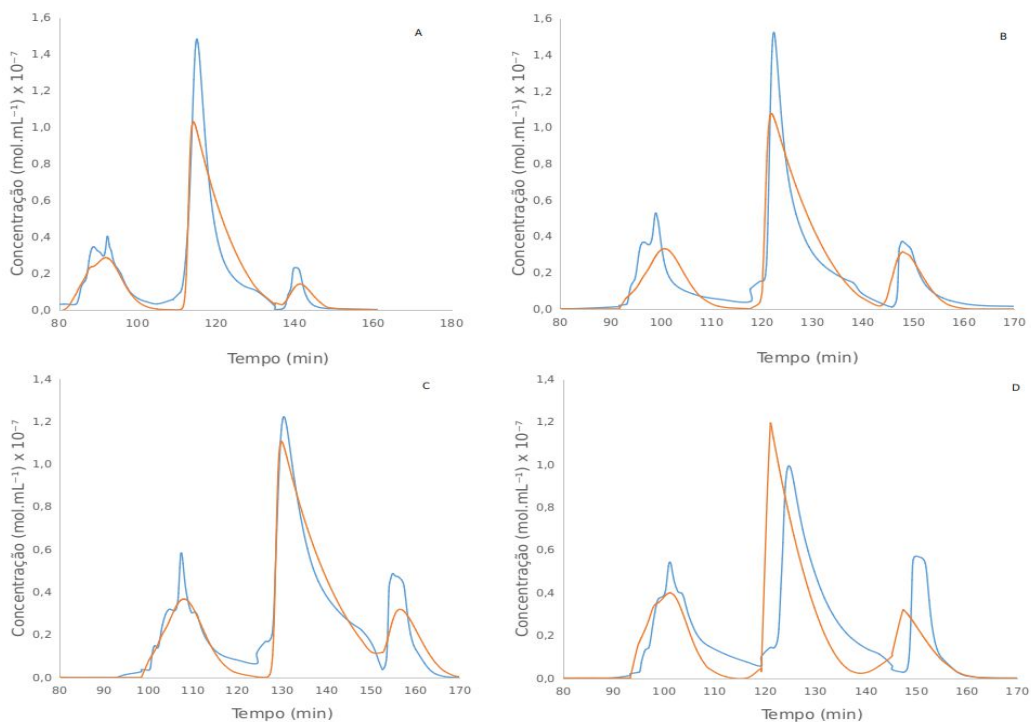 A
Concentração (mol.mL⁻¹) x 10⁻⁷
1,6
1,4
1,2
1,0
0,8
0,6
0,4
0,2
0,0
80 100 120 140 160 180
Tempo (min)
B
Concentração (mol.mL⁻¹) x 10⁻⁷
1,6
1,4
1,2
1,0
0,8
0,6
0,4
0,2
0,0
80 90 100 110 120 130 140 150 160 170
Tempo (min)
C
Concentração (mol.mL⁻¹) x 10⁻⁷
1,4
1,2
1,0
0,8
0,6
0,4
0,2
0,0
80 90 100 110 120 130 140 150 160 170
Tempo (min)
D
Concentração (mol.mL⁻¹) x 10⁻⁷
1,4
1,2
1,0
0,8
0,6
0,4
0,2
0,0
80 90 100 110 120 130 140 150 160 170
Tempo (min)